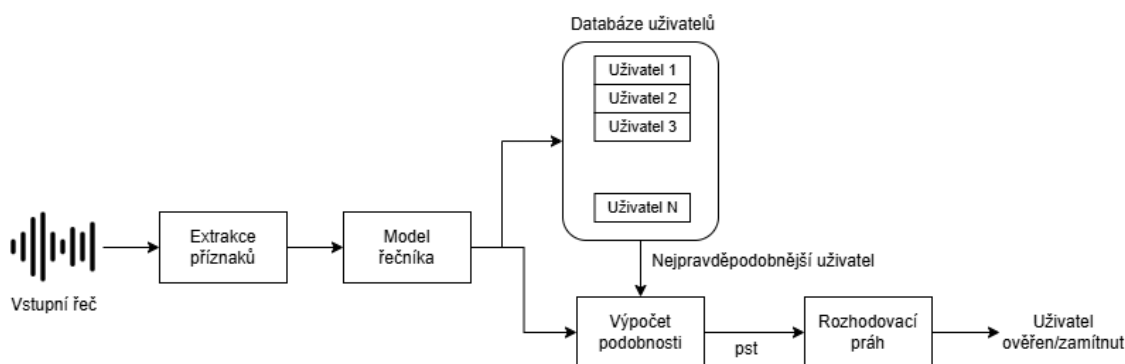 Databáze uživatelů
Uživatel 1
Uživatel 2
Uživatel 3
Uživatel N
Extrakce
příznaků
Model
řečníka
Vstupní řeč
Nejpravděpodobnější uživatel
Výpočet
podobnosti
pst
Rozhodovací
práh
Uživatel
ověřen/zamítnut